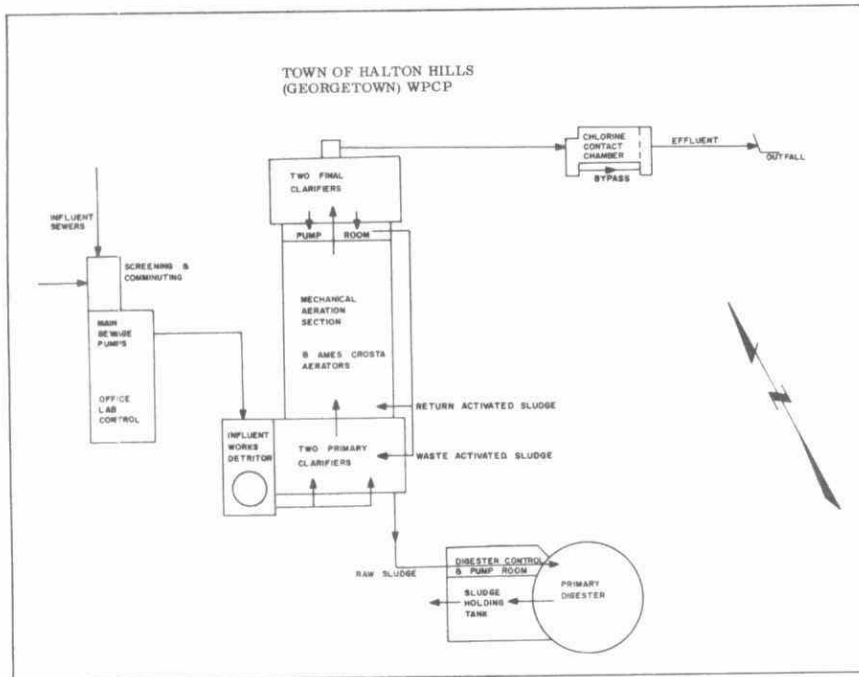 TOWN OF HALTON HILLS
(GEORGETOWN) WPCP
CHLORINE
CONTACT
CHAMBER
BYPASS
EFFLUENT
OUTFALL
TWO FINAL
CLARIFIERS
PUMP ROOM
INFLUENT
SEWERS
SCREENING &
COMMINUTING
MAIN
SEWAGE
PUMPS
OFFICE
LAB
CONTROL
MECHANICAL
AERATION
SECTION
8 AMES CROSTA
AERATORS
RETURN ACTIVATED SLUDGE
INFLUENT
WORKS
DETRITOR
TWO PRIMARY
CLARIFIERS
WASTE ACTIVATED SLUDGE
RAW SLUDGE
DIGESTER CONTROL
& PUMP ROOM
SLUDGE
HOLDING
TANK
PRIMARY
DIGESTER